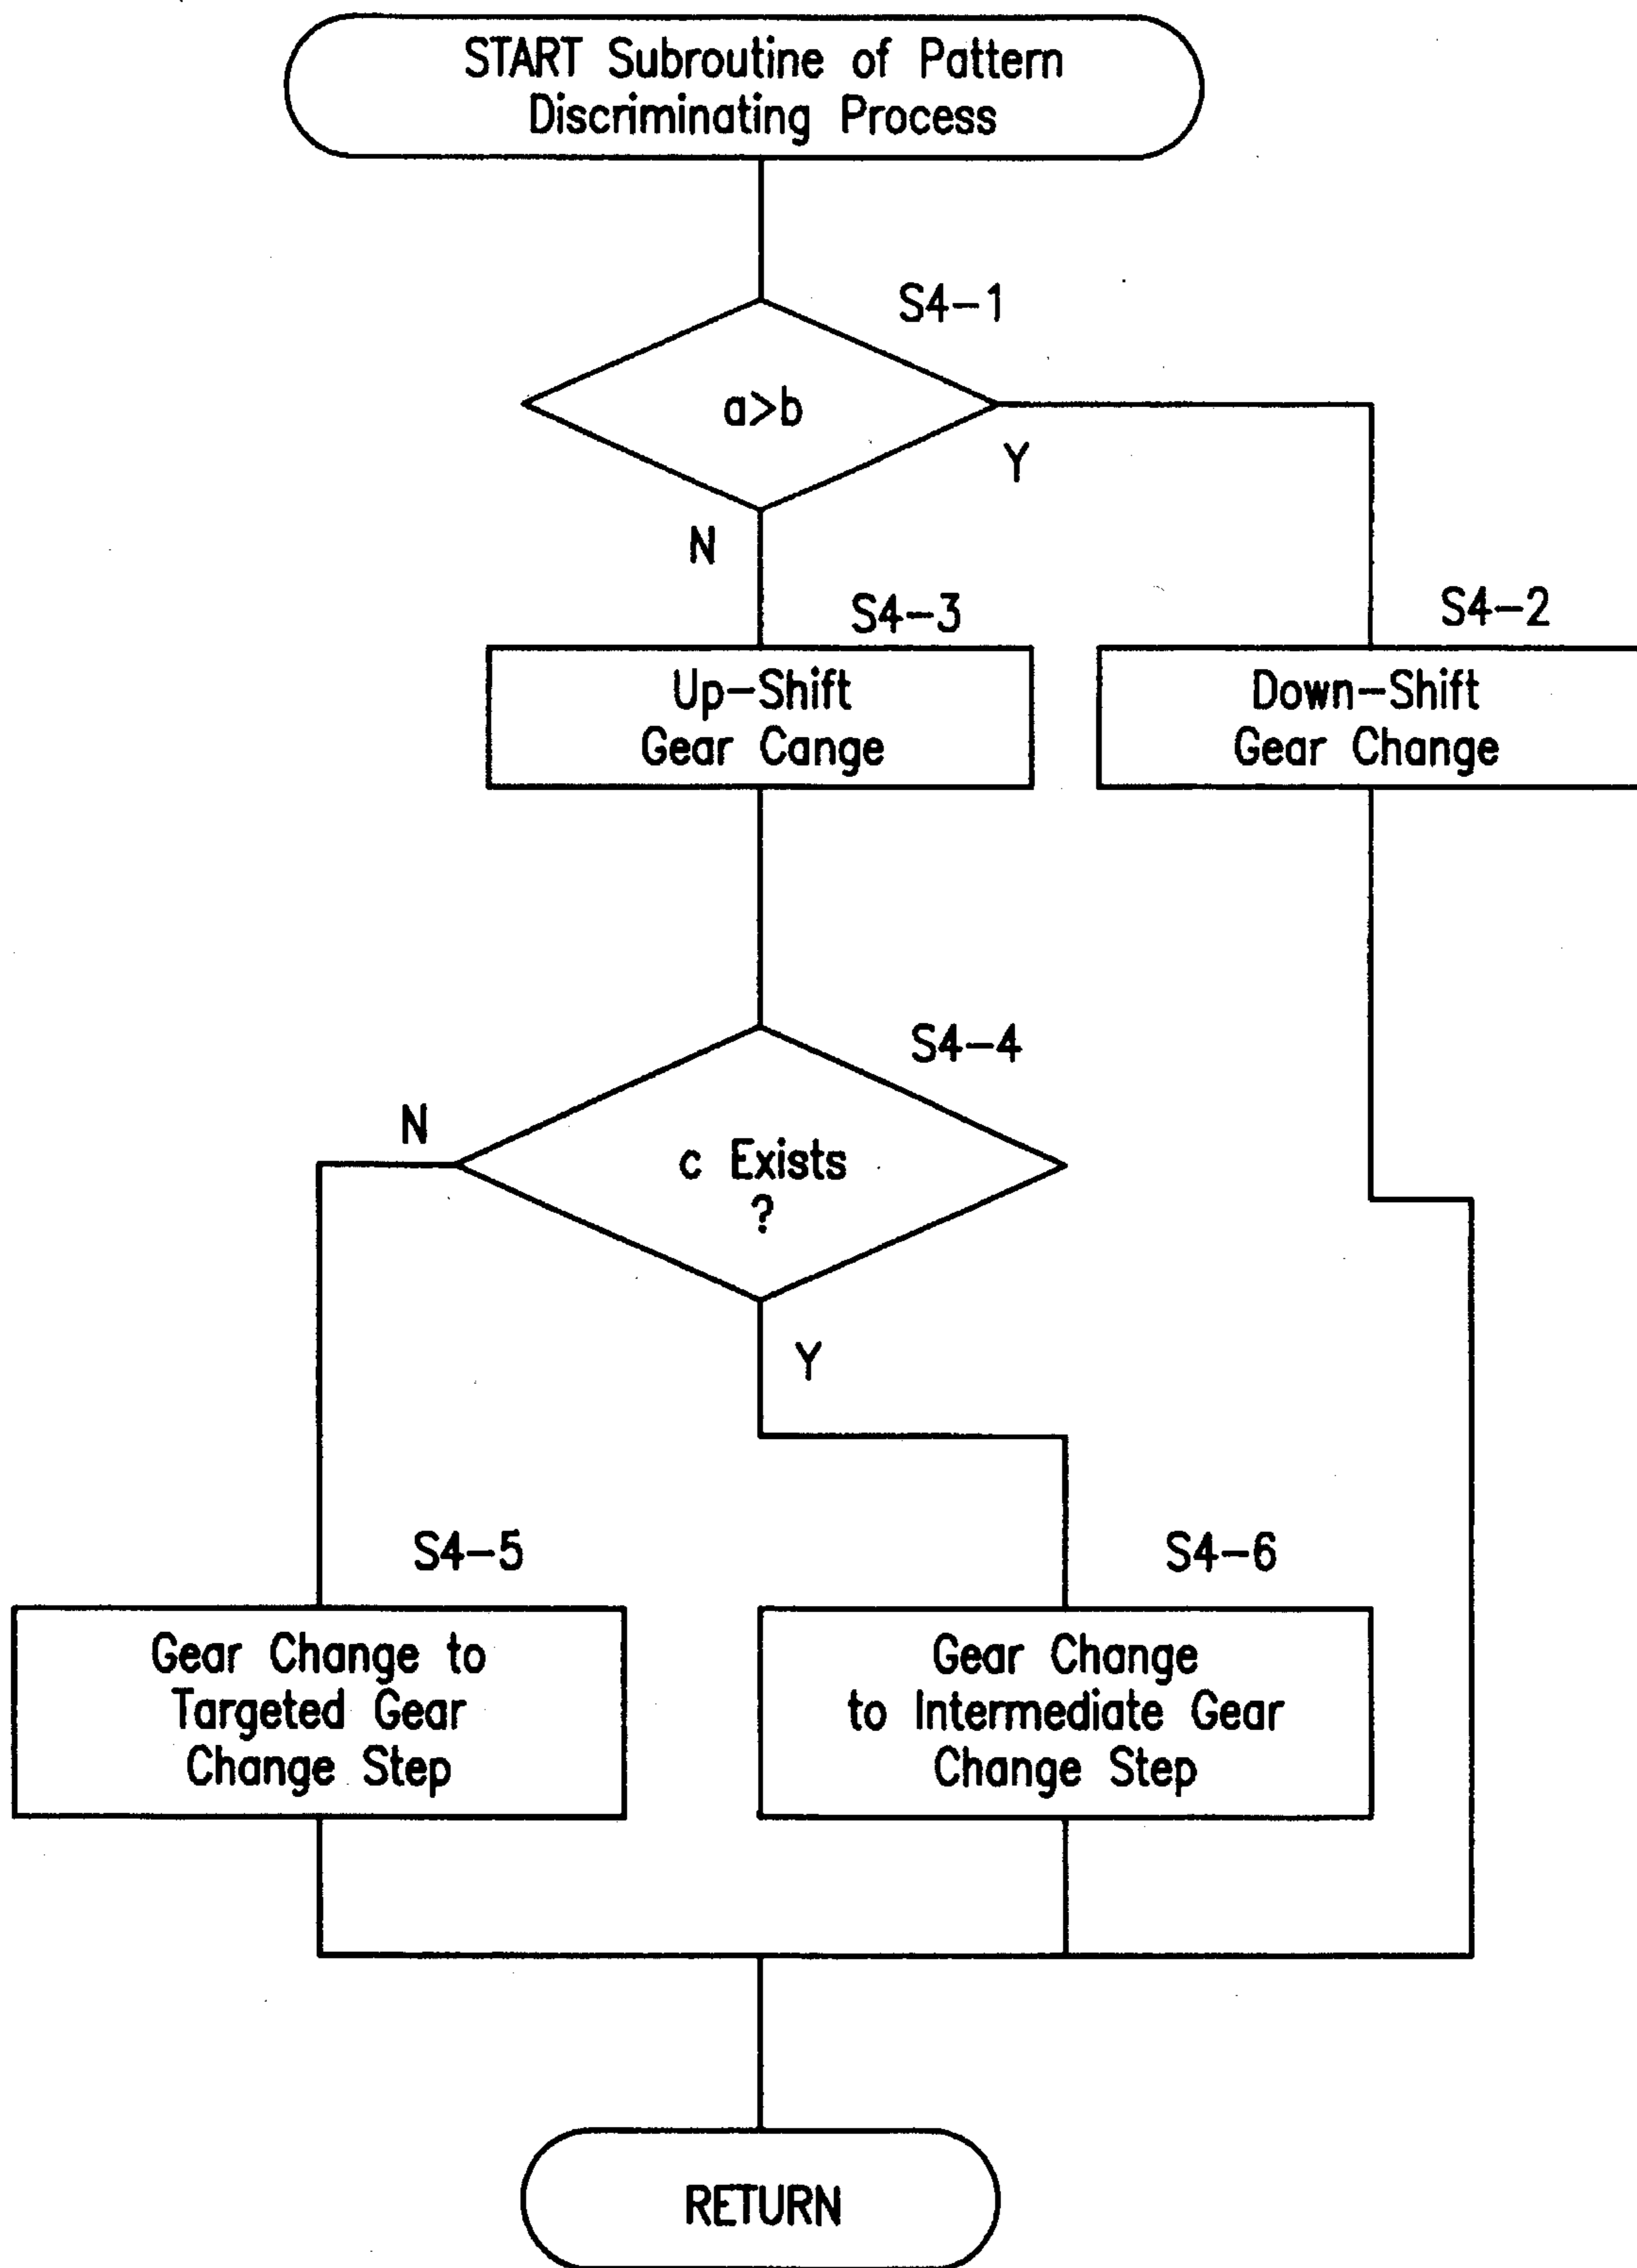 START Subroutine of Pattern
Discriminating Process
S4-1
a>b
Y
N
S4-3
S4-2
Up-Shift
Gear Cange
Down-Shift
Gear Change
S4-4
N
c Exists
?
Y
S4-5
S4-6
Gear Change to
Targeted Gear
Change Step
Gear Change
to Intermediate Gear
Change Step
RETURN